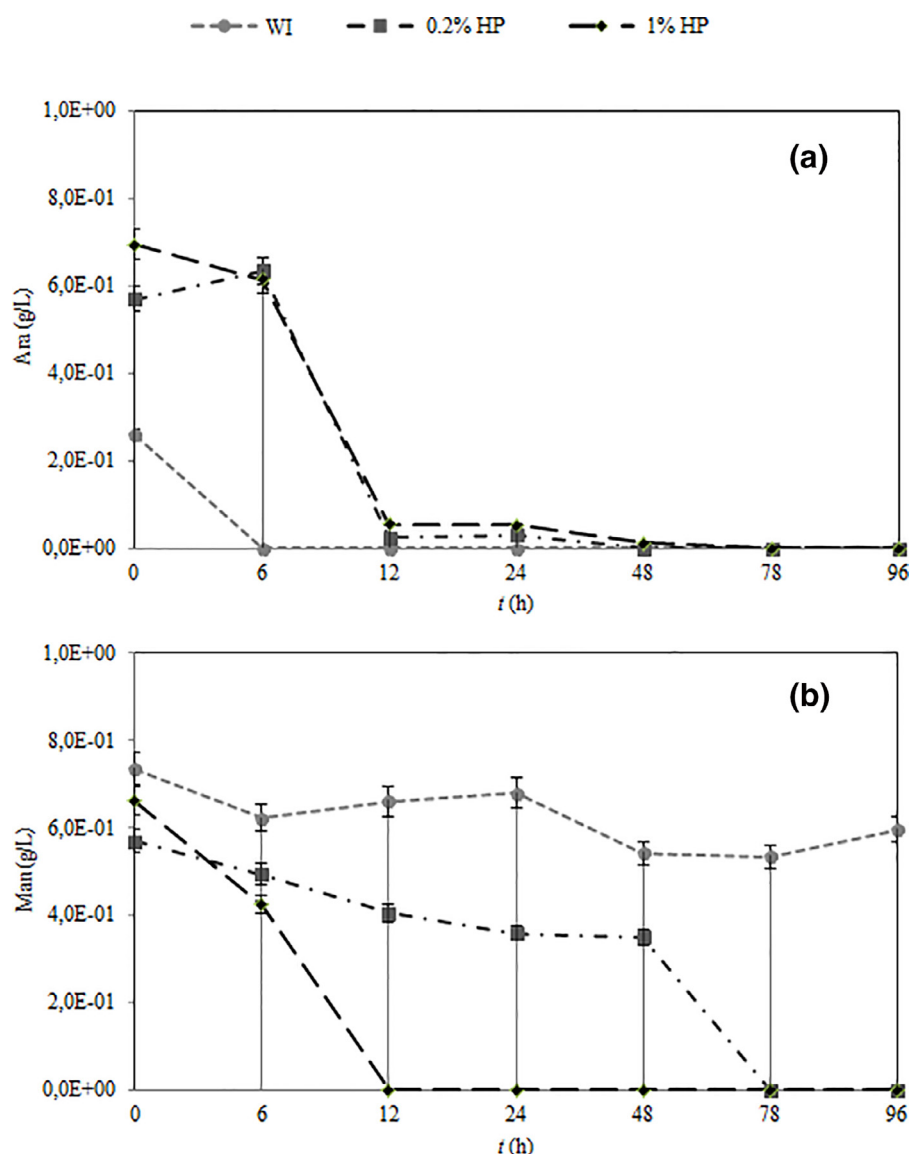 WI 0.2% HP 1% HP
(a)
1,0E+00
8,0E-01
6,0E-01
4,0E-01
2,0E-01
0,0E+00
Ara (g/L)
0 6 12 24 48 78 96
t (h)
(b)
1,0E+00
8,0E-01
6,0E-01
4,0E-01
2,0E-01
0,0E+00
Man (g/L)
0 6 12 24 48 78 96
t (h)